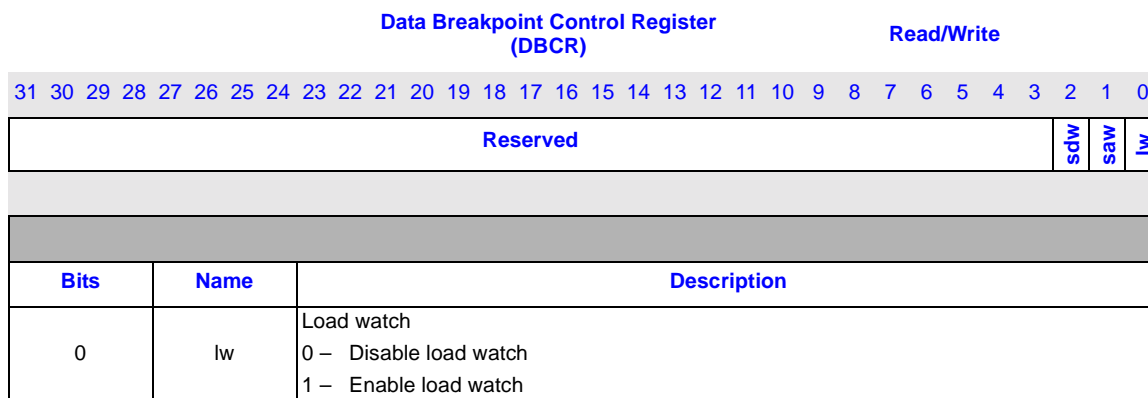 Data Breakpoint Control Register
(DBCR)
Read/Write
31 30 29 28 27 26 25 24 23 22 21 20 19 18 17 16 15 14 13 12 11 10 9 8 7 6 5 4 3 2 1 0
Reserved sdw saw lw
Bits Name Description
0 lw Load watch
0 – Disable load watch
1 – Enable load watch